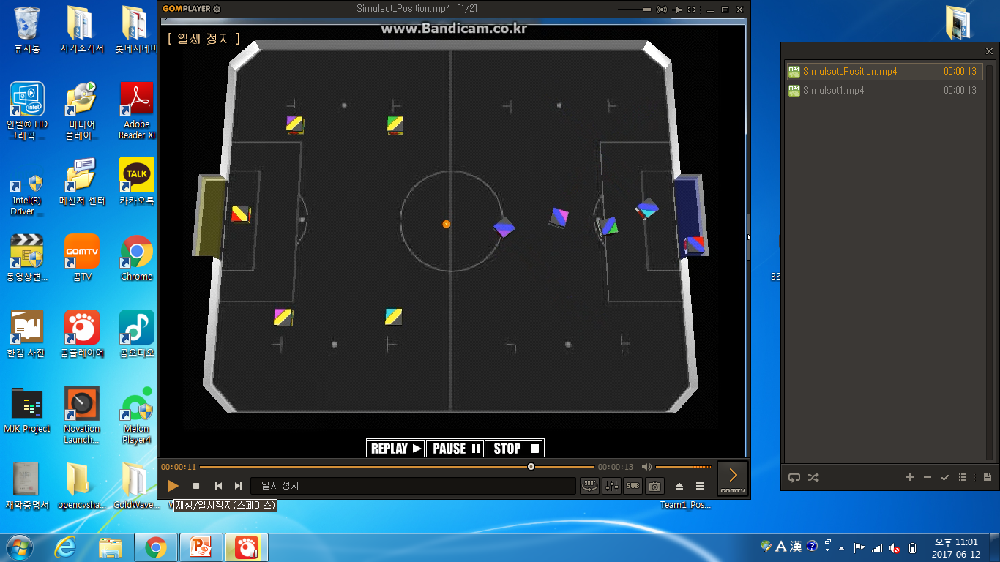 GOMPLAYER
Simulsot_Position.mp4 [1/2]
www.Bandicam.co.kr
[ 일시 정지 ]
휴지통
자기소개서
롯데시네마
인텔® HD
그래픽 ...
미디어
플레이...
Adobe
Reader XI
Intel(R)
Driver ...
메신저 센터
TALK
카카오톡
동영상변...
GOMTV
곰TV
Chrome
한컴 사전
곰플레이어
곰오디오
MJK Project
Novation
Launch...
Melon
Player4
재학증명서
opencvsha...
GoldWave...
Simulsot_Position.mp4 00:00:13
Simulsot1.mp4 00:00:13
REPLAY
PAUSE
STOP
00:00:11
00:00:13
일시 정지
360°
SUB
GOMTV
재생/일시정지(스페이스)
Team1_Pos...
A 漢
오후 11:01
2017-06-12